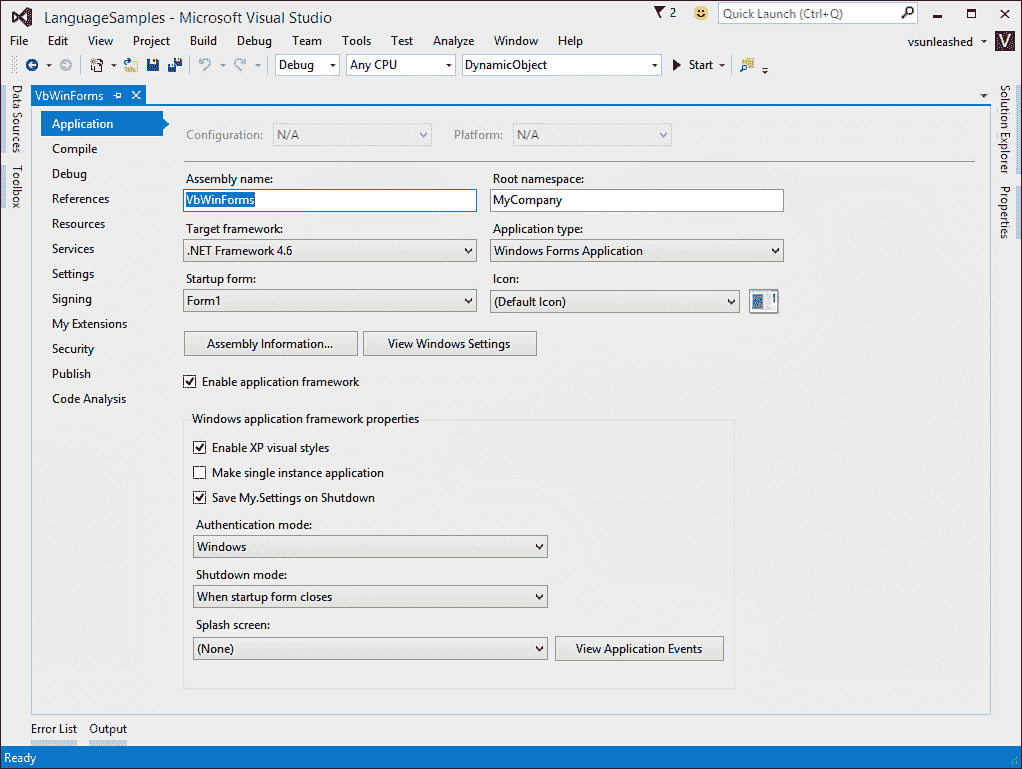 LanguageSamples - Microsoft Visual Studio
2
Quick Launch (Ctrl+Q)
File Edit View Project Build Debug Team Tools Test Analyze Window Help
vsunleashed V
Debug Any CPU DynamicObject Start
Data Sources
Toolbox
VbWinForms
Application
Compile
Debug
References
Resources
Services
Settings
Signing
My Extensions
Security
Publish
Code Analysis
Configuration: N/A Platform: N/A
Assembly name: Root namespace:
VbWinForms MyCompany
Target framework: Application type:
.NET Framework 4.6 Windows Forms Application
Startup form: Icon:
Form1 (Default Icon)
Assembly Information... View Windows Settings
Enable application framework
Windows application framework properties
Enable XP visual styles
Make single instance application
Save My.Settings on Shutdown
Authentication mode:
Windows
Shutdown mode:
When startup form closes
Splash screen:
(None) View Application Events
Solution Explorer
Properties
Error List Output
Ready